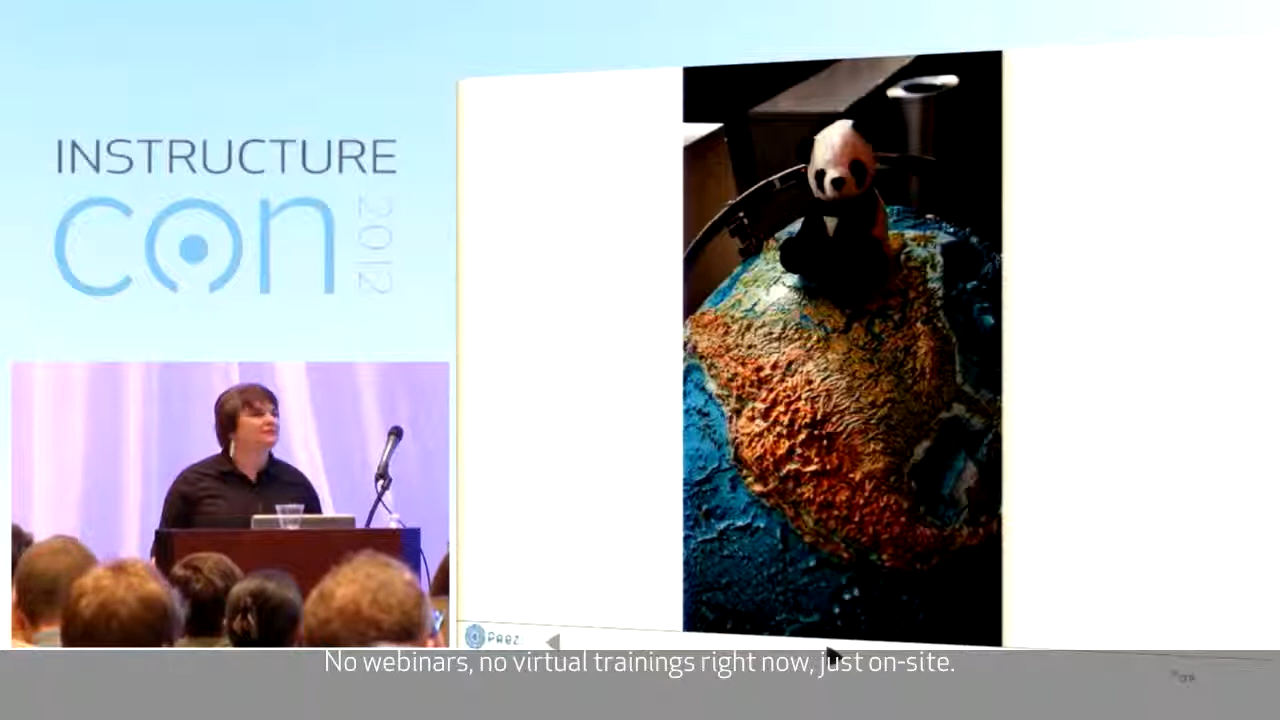 INSTRUCTURE
con
2012
Prezi
No webinars, no virtual trainings right now, just on-site.